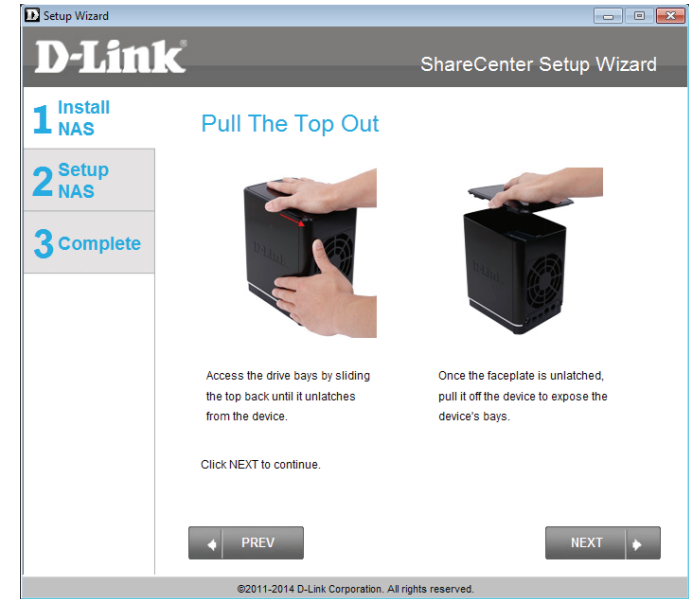 Setup Wizard
D-Link
ShareCenter Setup Wizard
1 Install
NAS
2 Setup
NAS
3 Complete
Pull The Top Out
D-Link
D-Link
Access the drive bays by sliding
the top back until it unlatches
from the device.
Once the faceplate is unlatched,
pull it off the device to expose the
device's bays.
Click NEXT to continue.
PREV
NEXT
©2011-2014 D-Link Corporation. All rights reserved.